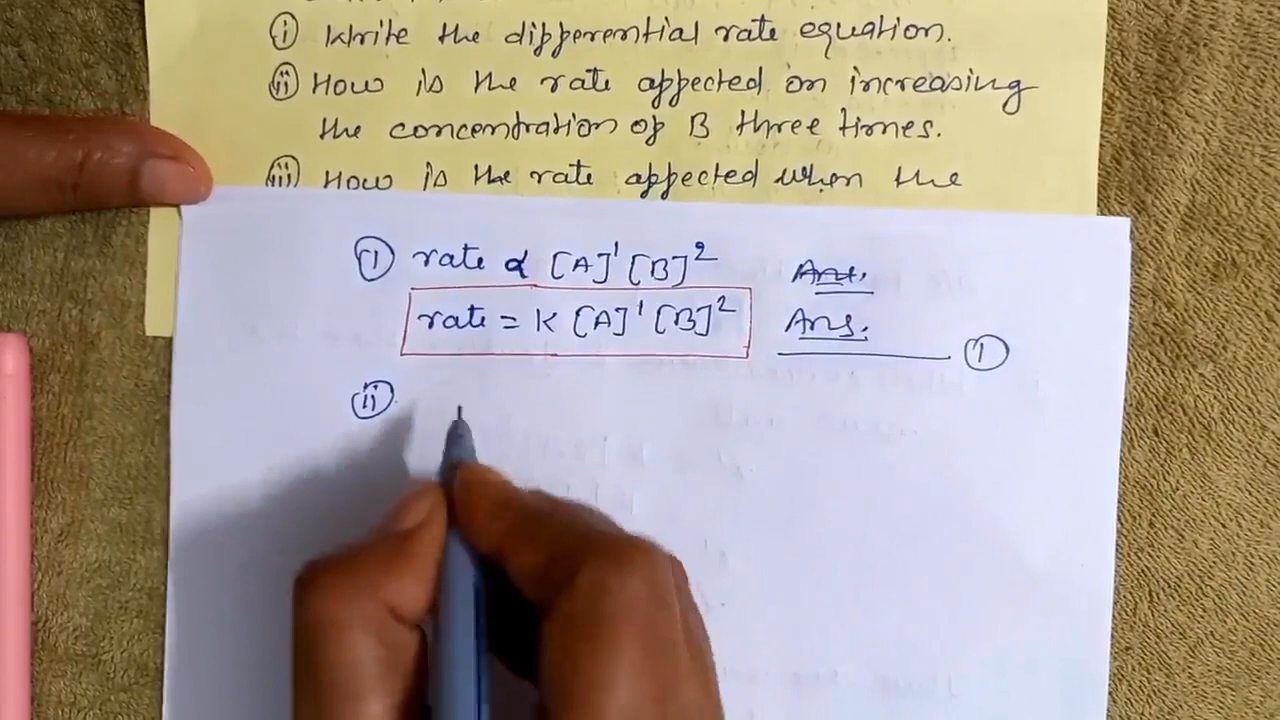 (i) Write the differential rate equation.
(ii) How is the rate affected on increasing
the concentration of B three times.
(iii) How is the rate affected when the
(1) rate α [A]¹ [B]² Ans.
rate = K [A]¹ [B]² Ans. (1)
(ii)